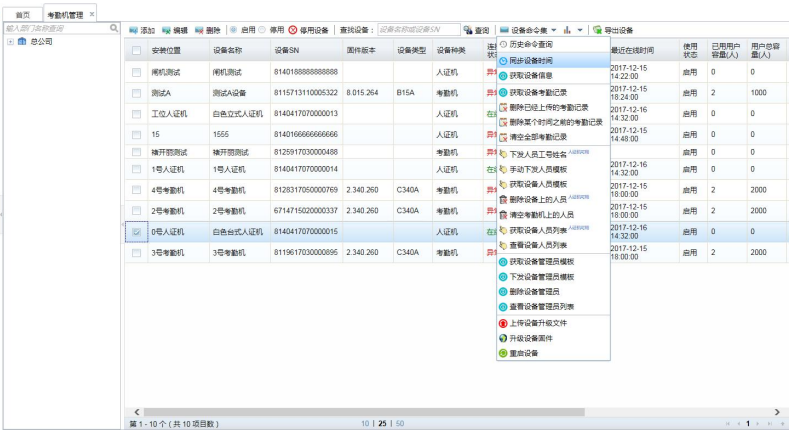 首页 考勤机管理 ×
输入部门名称查询
总公司
添加 编辑 删除 启用 停用 停用设备 查找设备： 设备名称或设备SN 查询 设备命令集 导出设备
安装位置 设备名称 设备SN 固件版本 设备类型 设备种类 最近在线时间 使用状态 已用用户容量(人) 用户总容量(人)
闸机测试 闸机测试 8140188888888888 人证机 2017-12-15 14:22:00 启用 0 0
测试A 测试A设备 8115713110005322 8.015.264 B15A 考勤机 2017-12-15 18:24:00 启用 2 1000
工位人证机 白色立式人证机 8140417070000013 人证机 2017-12-16 14:32:00 启用 0 0
15 1555 8140166666666666 考勤机 2017-12-15 14:48:00 启用 0 0
褚开丽测试 褚开丽测试 8125917030000488 考勤机 启用 0 0
1号人证机 1号人证机 8140417070000014 人证机 2017-12-16 14:32:00 启用 0 0
4号考勤机 4号考勤机 8128317050000769 2.340.260 C340A 考勤机 2017-12-15 18:00:00 启用 2 2000
2号考勤机 2号考勤机 6714715020000337 2.340.260 C340A 考勤机 2017-12-15 18:00:00 启用 2 2000
0号人证机 白色台式人证机 8140417070000015 人证机 2017-12-16 14:32:00 启用 0 0
3号考勤机 3号考勤机 8119617030000895 2.340.260 C340A 考勤机 2017-12-15 18:00:00 启用 2 2000
历史命令查询
同步设备时间
获取设备信息
获取设备考勤记录
删除已经上传的考勤记录
删除某个时间之前的考勤记录
清空全部考勤记录
下发人员工号姓名
手动下发人员模板
获取设备人员模板
删除设备上的人员
清空考勤机上的人员
获取设备人员列表
查看设备人员列表
获取设备管理员模板
下发设备管理员模板
删除设备管理员
查看设备管理员列表
上传设备升级文件
升级设备固件
重启设备
第 1 - 10 个 ( 共 10 项目数 ) 10 | 25 | 50 1